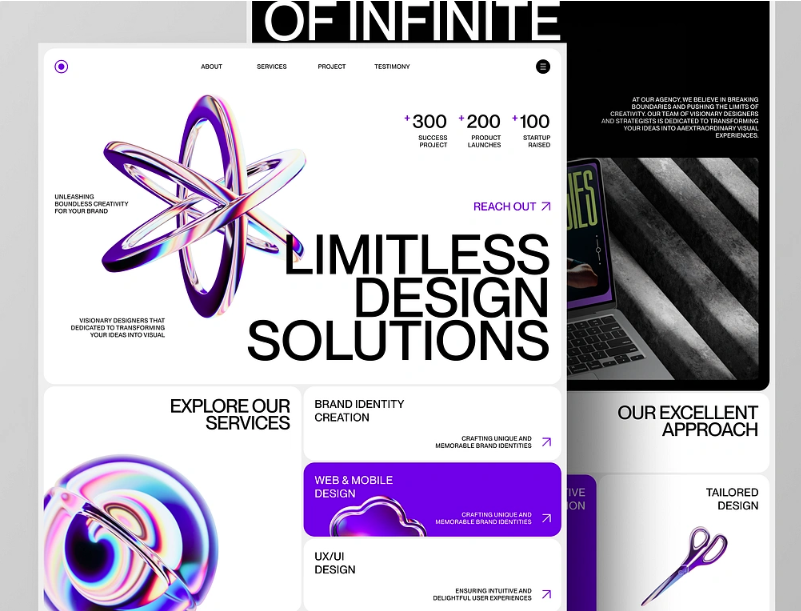 OF INFINITE
ABOUT
SERVICES
PROJECT
TESTIMONY
+300
SUCCESS
PROJECT
+200
PRODUCT
LAUNCHES
+100
STARTUP
RAISED
UNLEASHING
BOUNDLESS CREATIVITY
FOR YOUR BRAND
REACH OUT
LIMITLESS
DESIGN
SOLUTIONS
VISIONARY DESIGNERS THAT
DEDICATED TO TRANSFORMING
YOUR IDEAS INTO VISUAL
EXPLORE OUR
SERVICES
BRAND IDENTITY
CREATION
CRAFTING UNIQUE AND
MEMORABLE BRAND IDENTITIES
WEB & MOBILE
DESIGN
CRAFTING UNIQUE AND
MEMORABLE BRAND IDENTITIES
UX/UI
DESIGN
ENSURING INTUITIVE AND
DELIGHTFUL USER EXPERIENCES
AT OUR AGENCY, WE BELIEVE IN BREAKING
BOUNDARIES AND PUSHING THE LIMITS OF
CREATIVITY. OUR TEAM OF VISIONARY DESIGNERS
AND STRATEGISTS IS DEDICATED TO TRANSFORMING
YOUR IDEAS INTO AAEXTRAORDINARY VISUAL
EXPERIENCES.
GIES
OUR EXCELLENT
APPROACH
TIVE
ION
TAILORED
DESIGN